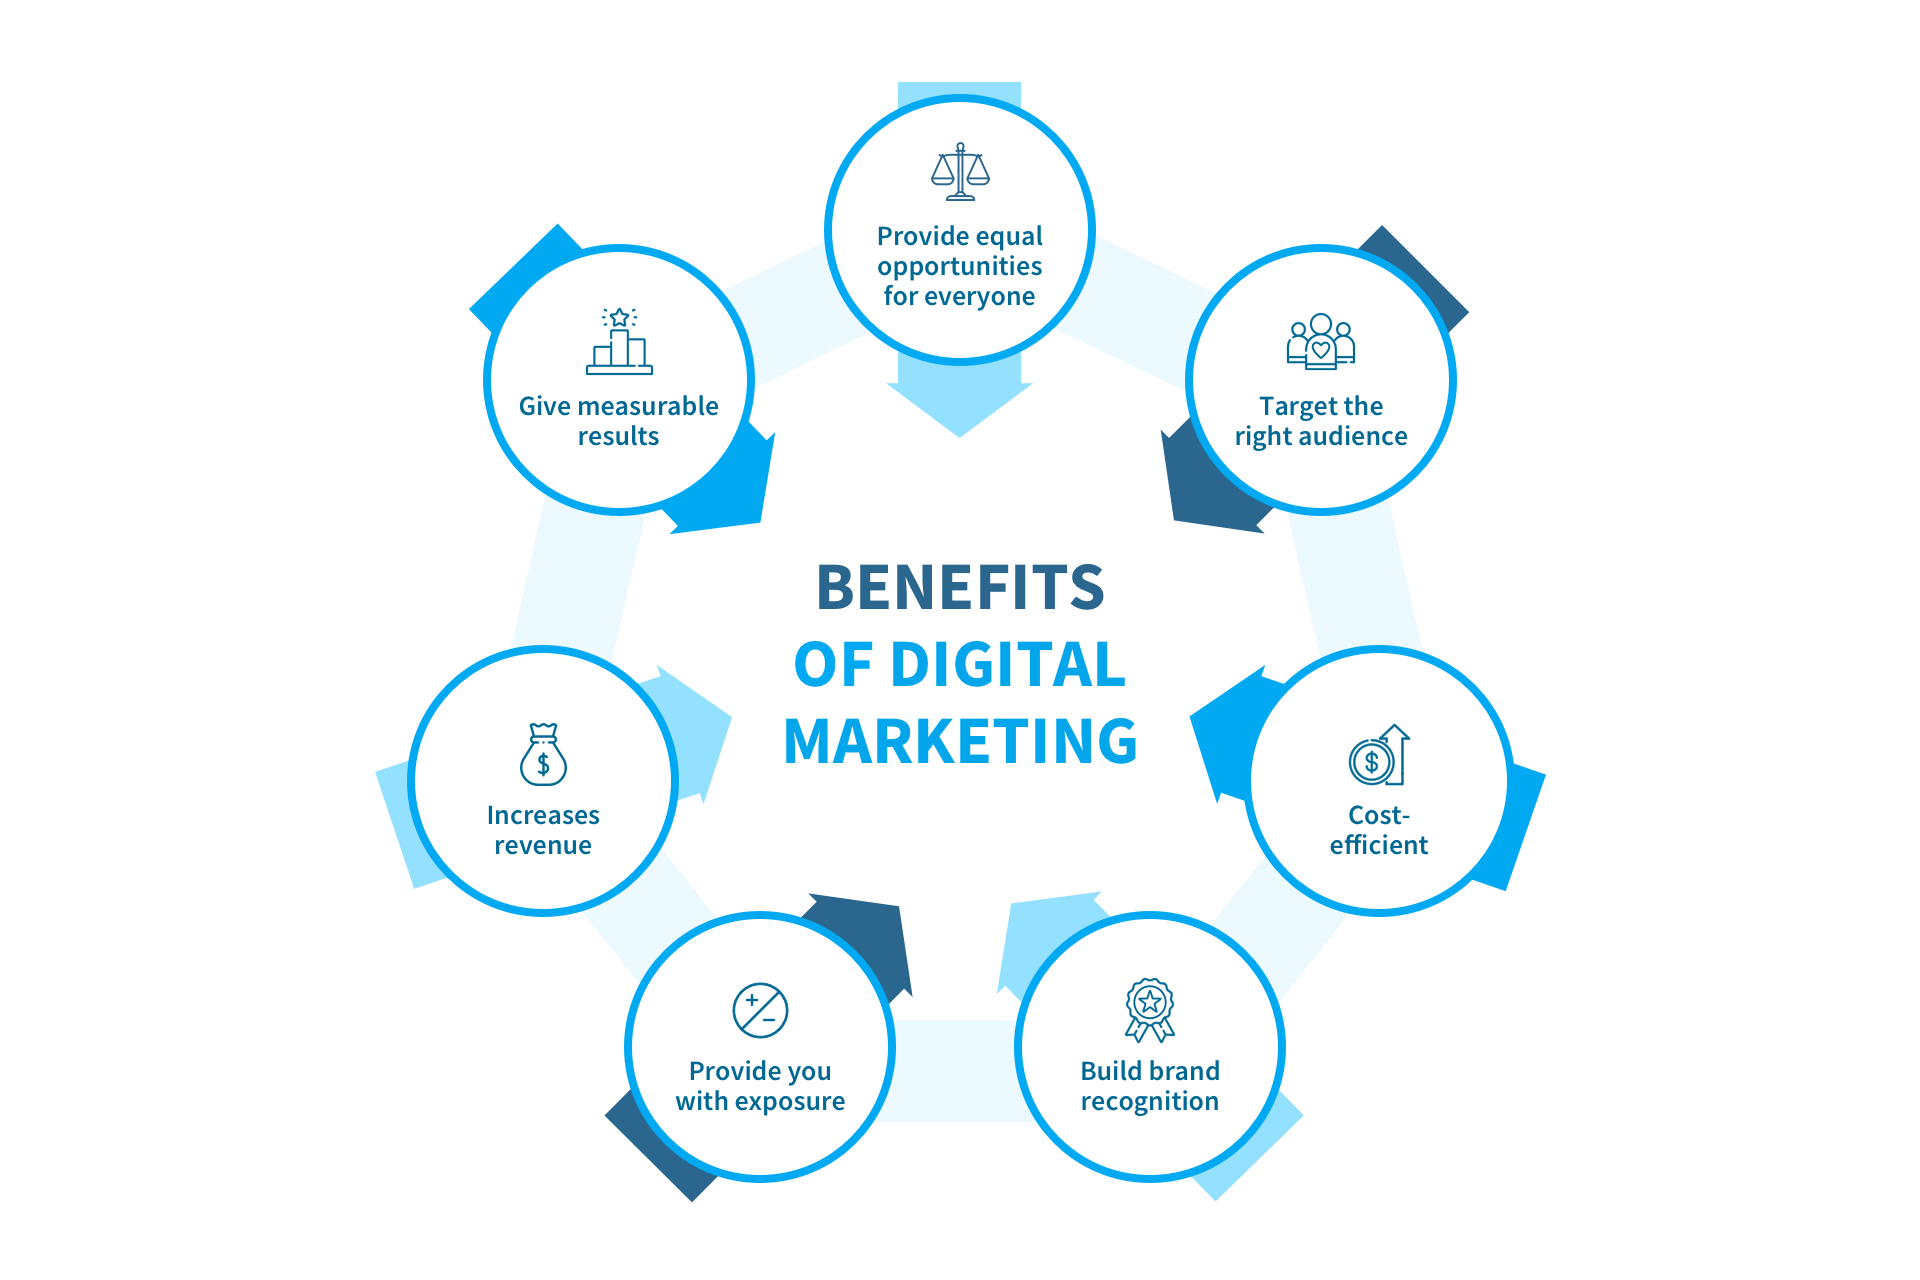 Provide equal
opportunities
for everyone
Target the
right audience
Cost-
efficient
Build brand
recognition
Provide you
with exposure
Increases
revenue
Give measurable
results
BENEFITS
OF DIGITAL
MARKETING
$
$